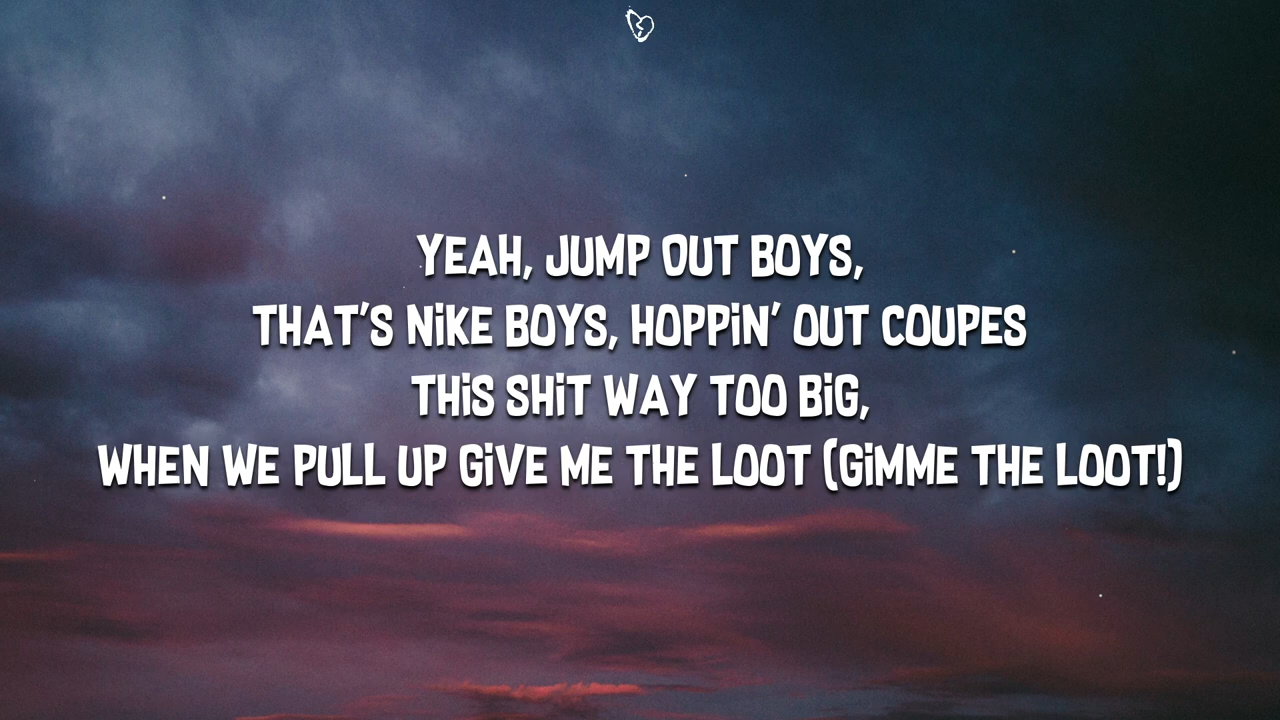 YEAH, JUMP OUT BOYS,
THAT'S NiKE BOYS, HOPPiN' OUT COUPES
THiS SHiT WAY TOO BiG,
WHEN WE PULL UP GiVE ME THE LOOT (GiMME THE LOOT!)